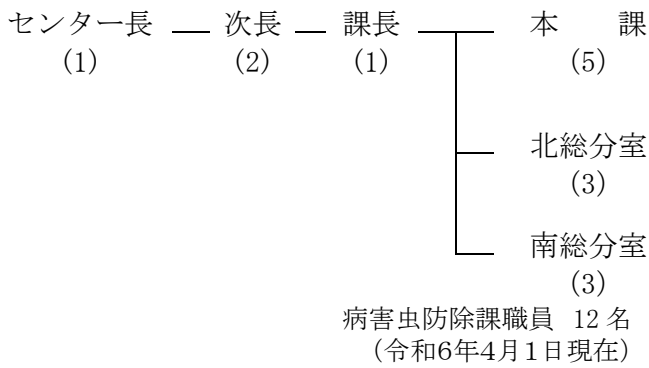 センター長 次長 課長 本 課
(1) (2) (1) (5)
北総分室
(3)
南総分室
(3)
病害虫防除課職員 12名
(令和6年4月1日現在)